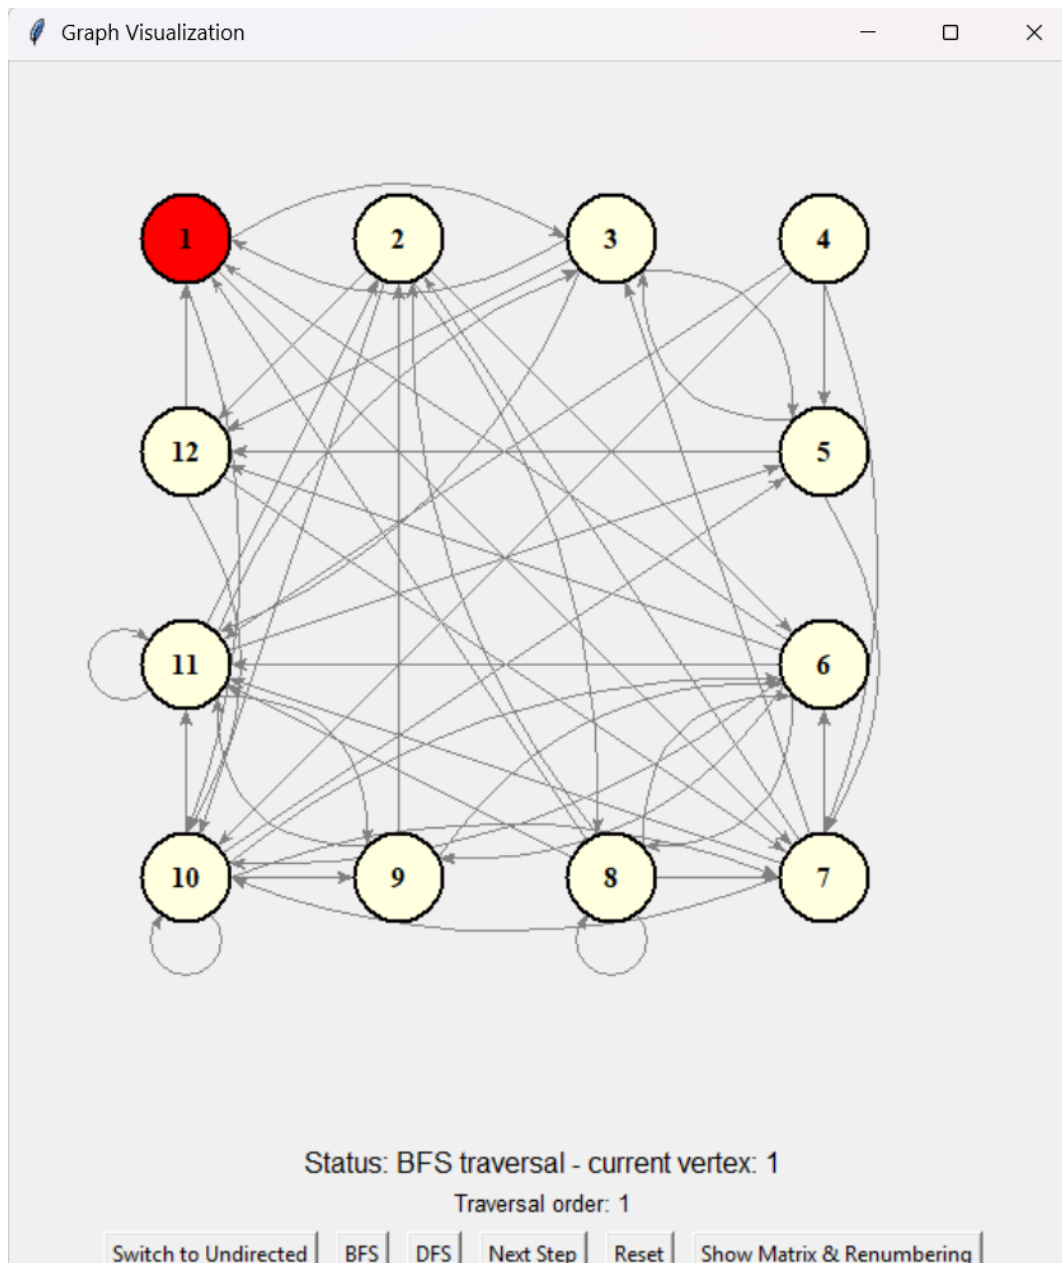 Graph Visualization
1 2 3 4
12 5
11 6
10 9 8 7
Status: BFS traversal - current vertex: 1
Traversal order: 1
Switch to Undirected BFS DFS Next Step Reset Show Matrix & Renumbering